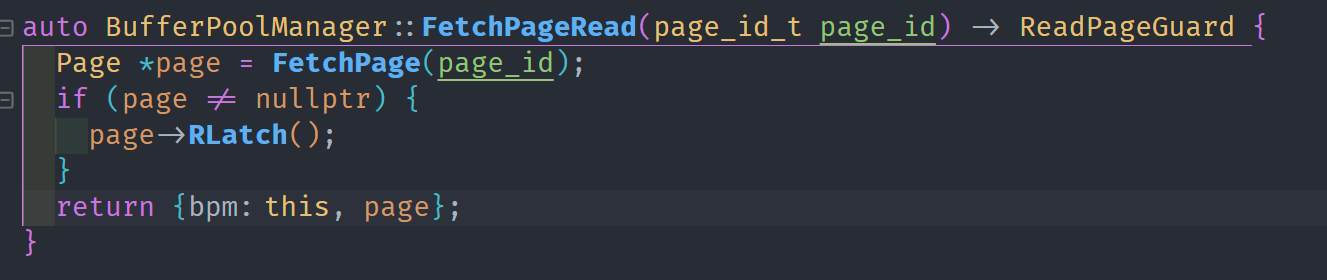 auto BufferPoolManager::FetchPageRead(page_id_t page_id) → ReadPageGuard {
Page *page = FetchPage(page_id);
if (page ≠ nullptr) {
page→RLatch();
}
return {bpm: this, page};
}